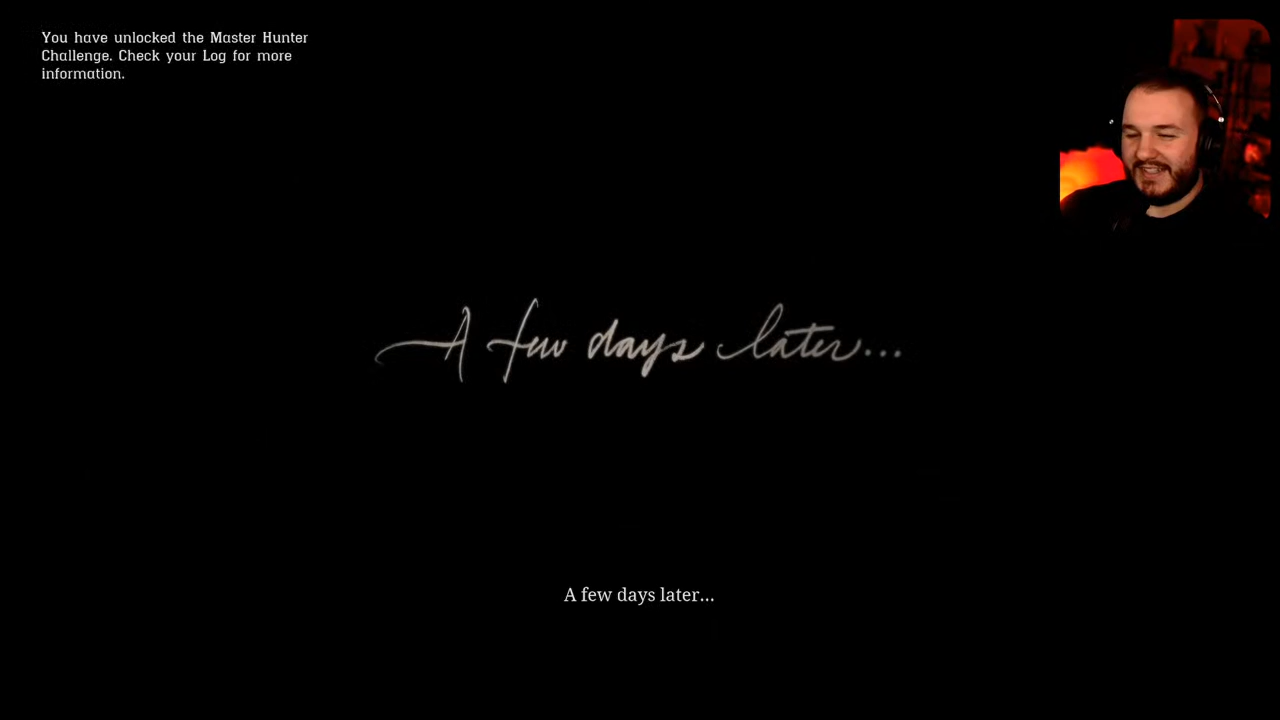 You have unlocked the Master Hunter
Challenge. Check your Log for more
information.
A few days later...
A few days later...